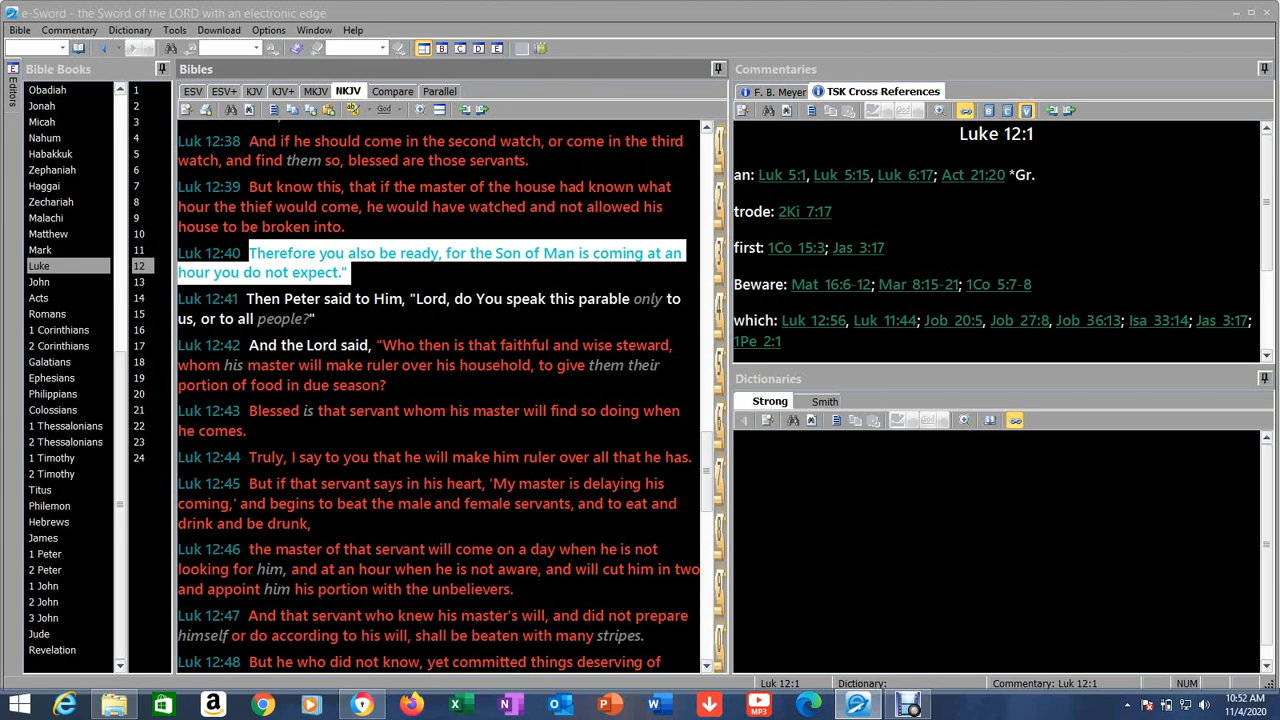 e-Sword - the Sword of the LORD with an electronic edge
Bible Commentary Dictionary Tools Download Options Window Help
Editors
Bible Books
Obadiah
Jonah
Micah
Nahum
Habakkuk
Zephaniah
Haggai
Zechariah
Malachi
Matthew
Mark
Luke
John
Acts
Romans
1 Corinthians
2 Corinthians
Galatians
Ephesians
Philippians
Colossians
1 Thessalonians
2 Thessalonians
1 Timothy
2 Timothy
Titus
Philemon
Hebrews
James
1 Peter
2 Peter
1 John
2 John
3 John
Jude
Revelation
1
2
3
4
5
6
7
8
9
10
11
12
13
14
15
16
17
18
19
20
21
22
23
24
Bibles
ESV ESV+ KJV KJV+ MKJV NKJV Compare Parallel
Luk 12:38 And if he should come in the second watch, or come in the third
watch, and find them so, blessed are those servants.
Luk 12:39 But know this, that if the master of the house had known what
hour the thief would come, he would have watched and not allowed his
house to be broken into.
Luk 12:40 Therefore you also be ready, for the Son of Man is coming at an
hour you do not expect."
Luk 12:41 Then Peter said to Him, "Lord, do You speak this parable only to
us, or to all people?"
Luk 12:42 And the Lord said, "Who then is that faithful and wise steward,
whom his master will make ruler over his household, to give them their
portion of food in due season?
Luk 12:43 Blessed is that servant whom his master will find so doing when
he comes.
Luk 12:44 Truly, I say to you that he will make him ruler over all that he has.
Luk 12:45 But if that servant says in his heart, 'My master is delaying his
coming,' and begins to beat the male and female servants, and to eat and
drink and be drunk,
Luk 12:46 the master of that servant will come on a day when he is not
looking for him, and at an hour when he is not aware, and will cut him in two
and appoint him his portion with the unbelievers.
Luk 12:47 And that servant who knew his master's will, and did not prepare
himself or do according to his will, shall be beaten with many stripes.
Luk 12:48 But he who did not know, yet committed things deserving of
Commentaries
F. B. Meyer TSK Cross References
Luke 12:1
an: Luk 5:1, Luk 5:15, Luk 6:17; Act 21:20 *Gr.
trode: 2Ki 7:17
first: 1Co 15:3; Jas 3:17
Beware: Mat 16:6-12; Mar 8:15-21; 1Co 5:7-8
which: Luk 12:56, Luk 11:44; Job 20:5, Job 27:8, Job 36:13; Isa 33:14; Jas 3:17;
1Pe 2:1
Dictionaries
Strong Smith
Luke 12:1 Dictionary: Commentary: Luk 12:1 NUM
MP3
10:52 AM
11/4/2020